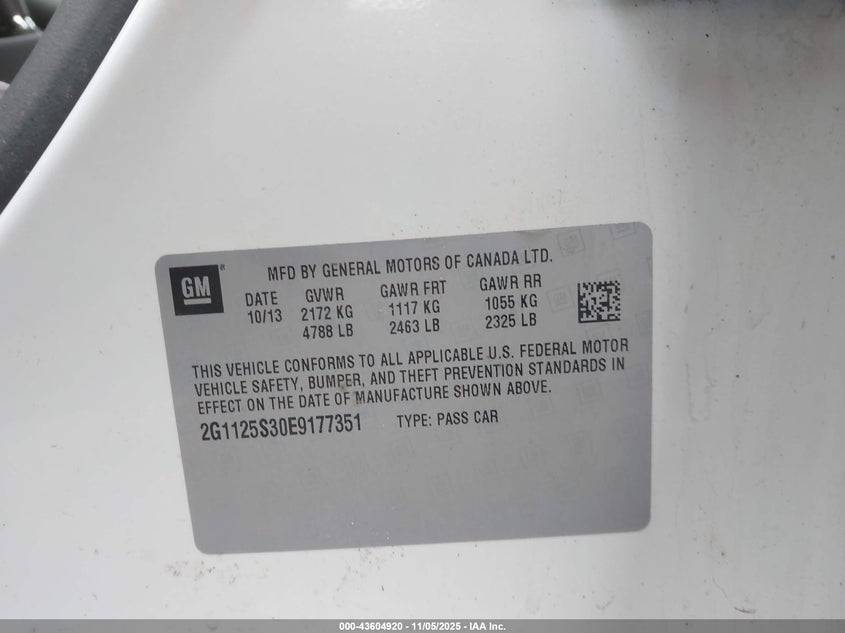 GM
MFD BY GENERAL MOTORS OF CANADA LTD.
DATE GVWR GAWR FRT GAWR RR
10/13 2172 KG 1117 KG 1055 KG
4788 LB 2463 LB 2325 LB
THIS VEHICLE CONFORMS TO ALL APPLICABLE U.S. FEDERAL MOTOR
VEHICLE SAFETY, BUMPER, AND THEFT PREVENTION STANDARDS IN
EFFECT ON THE DATE OF MANUFACTURE SHOWN ABOVE.
2G1125S30E9177351 TYPE: PASS CAR
000-43604920 - 11/05/2025 - IAA Inc.